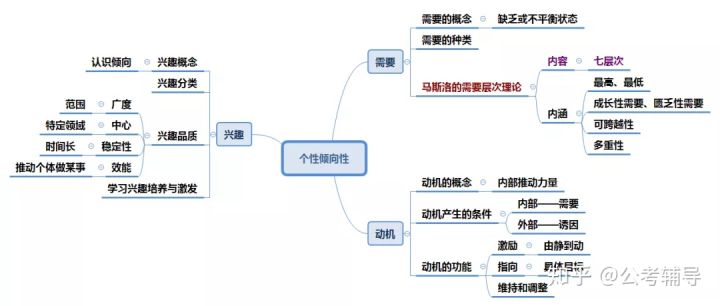 个性倾向性
需要
需要的概念
缺乏或不平衡状态
需要的种类
马斯洛的需要层次理论
内容
七层次
内涵
最高、最低
成长性需要、匮乏性需要
可跨越性
多重性
动机
动机的概念
内部推动力量
动机产生的条件
内部——需要
外部——诱因
动机的功能
激励
由静到动
指向
具体目标
维持和调整
兴趣
兴趣概念
认识倾向
兴趣分类
兴趣品质
广度
范围
中心
特定领域
稳定性
时间长
效能
推动个体做某事
学习兴趣培养与激发
知乎 @公考辅导